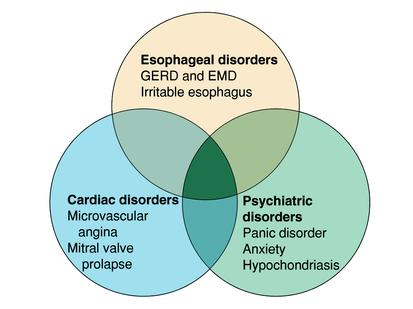 Esophageal disorders
GERD and EMD
Irritable esophagus
Cardiac disorders
Microvascular
angina
Mitral valve
prolapse
Psychiatric
disorders
Panic disorder
Anxiety
Hypochondriasis